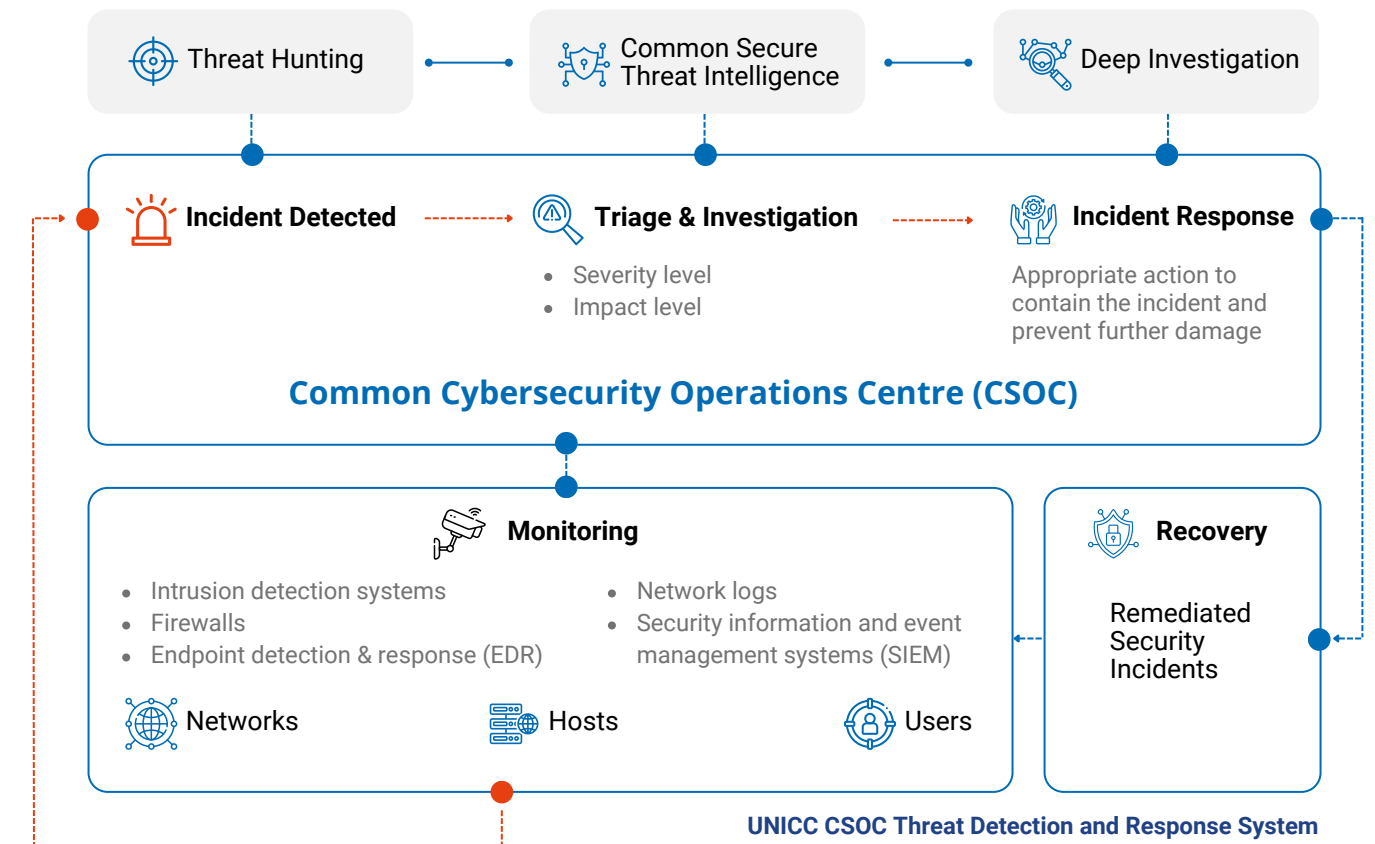 Threat Hunting
Common Secure
Threat Intelligence
Deep Investigation
Incident Detected
Triage & Investigation
Incident Response
Severity level
Impact level
Appropriate action to
contain the incident and
prevent further damage
Common Cybersecurity Operations Centre (CSOC)
Monitoring
Intrusion detection systems
Firewalls
Endpoint detection & response (EDR)
Network logs
Security information and event
management systems (SIEM)
Networks
Hosts
Users
Recovery
Remediated
Security
Incidents
UNICC CSOC Threat Detection and Response System